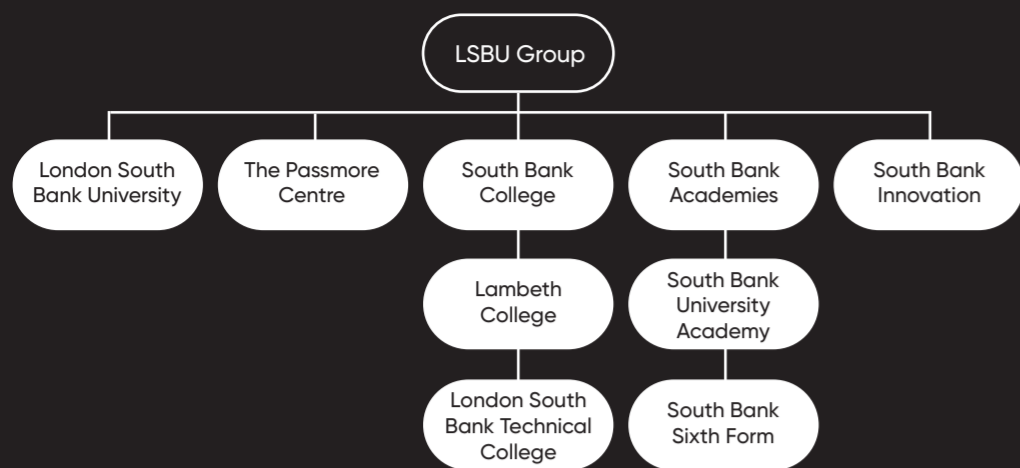 LSBU Group
London South
Bank University
The Passmore
Centre
South Bank
College
South Bank
Academies
South Bank
Innovation
Lambeth
College
South Bank
University
Academy
London South
Bank Technical
College
South Bank
Sixth Form